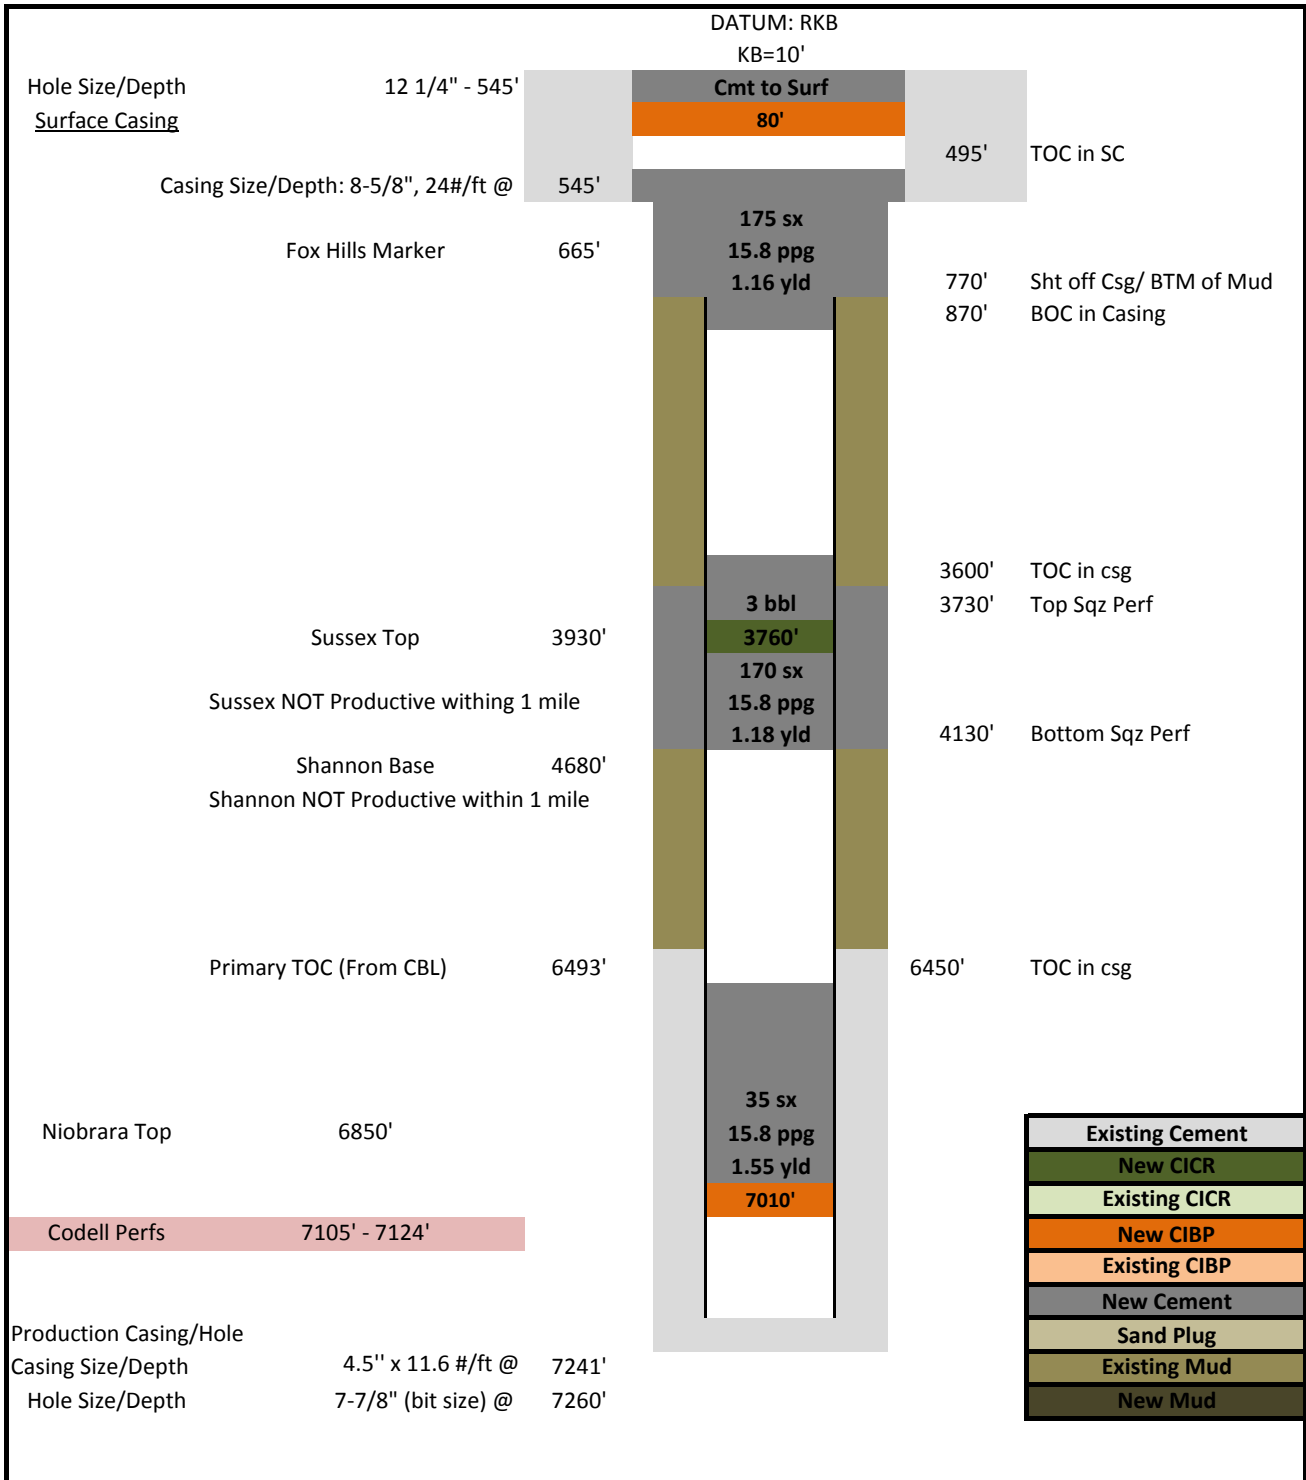 DATUM: RKB
KB=10'
Hole Size/Depth 12 1/4" - 545' Cmt to Surf
Surface Casing 80'
495' TOC in SC
Casing Size/Depth: 8-5/8", 24#/ft @ 545'
175 sx
Fox Hills Marker 665' 15.8 ppg
1.16 yld 770' Sht off Csg/ BTM of Mud
870' BOC in Casing
3600' TOC in csg
3 bbl 3730' Top Sqz Perf
Sussex Top 3930' 3760'
170 sx
Sussex NOT Productive withing 1 mile 15.8 ppg
1.18 yld 4130' Bottom Sqz Perf
Shannon Base 4680'
Shannon NOT Productive within 1 mile
Primary TOC (From CBL) 6493' 6450' TOC in csg
35 sx
Niobrara Top 6850' 15.8 ppg Existing Cement
1.55 yld New CICR
7010' Existing CICR
Codell Perfs 7105' - 7124' New CIBP
Existing CIBP
New Cement
Production Casing/Hole Sand Plug
Casing Size/Depth 4.5'' x 11.6 #/ft @ 7241' Existing Mud
Hole Size/Depth 7-7/8" (bit size) @ 7260' New Mud